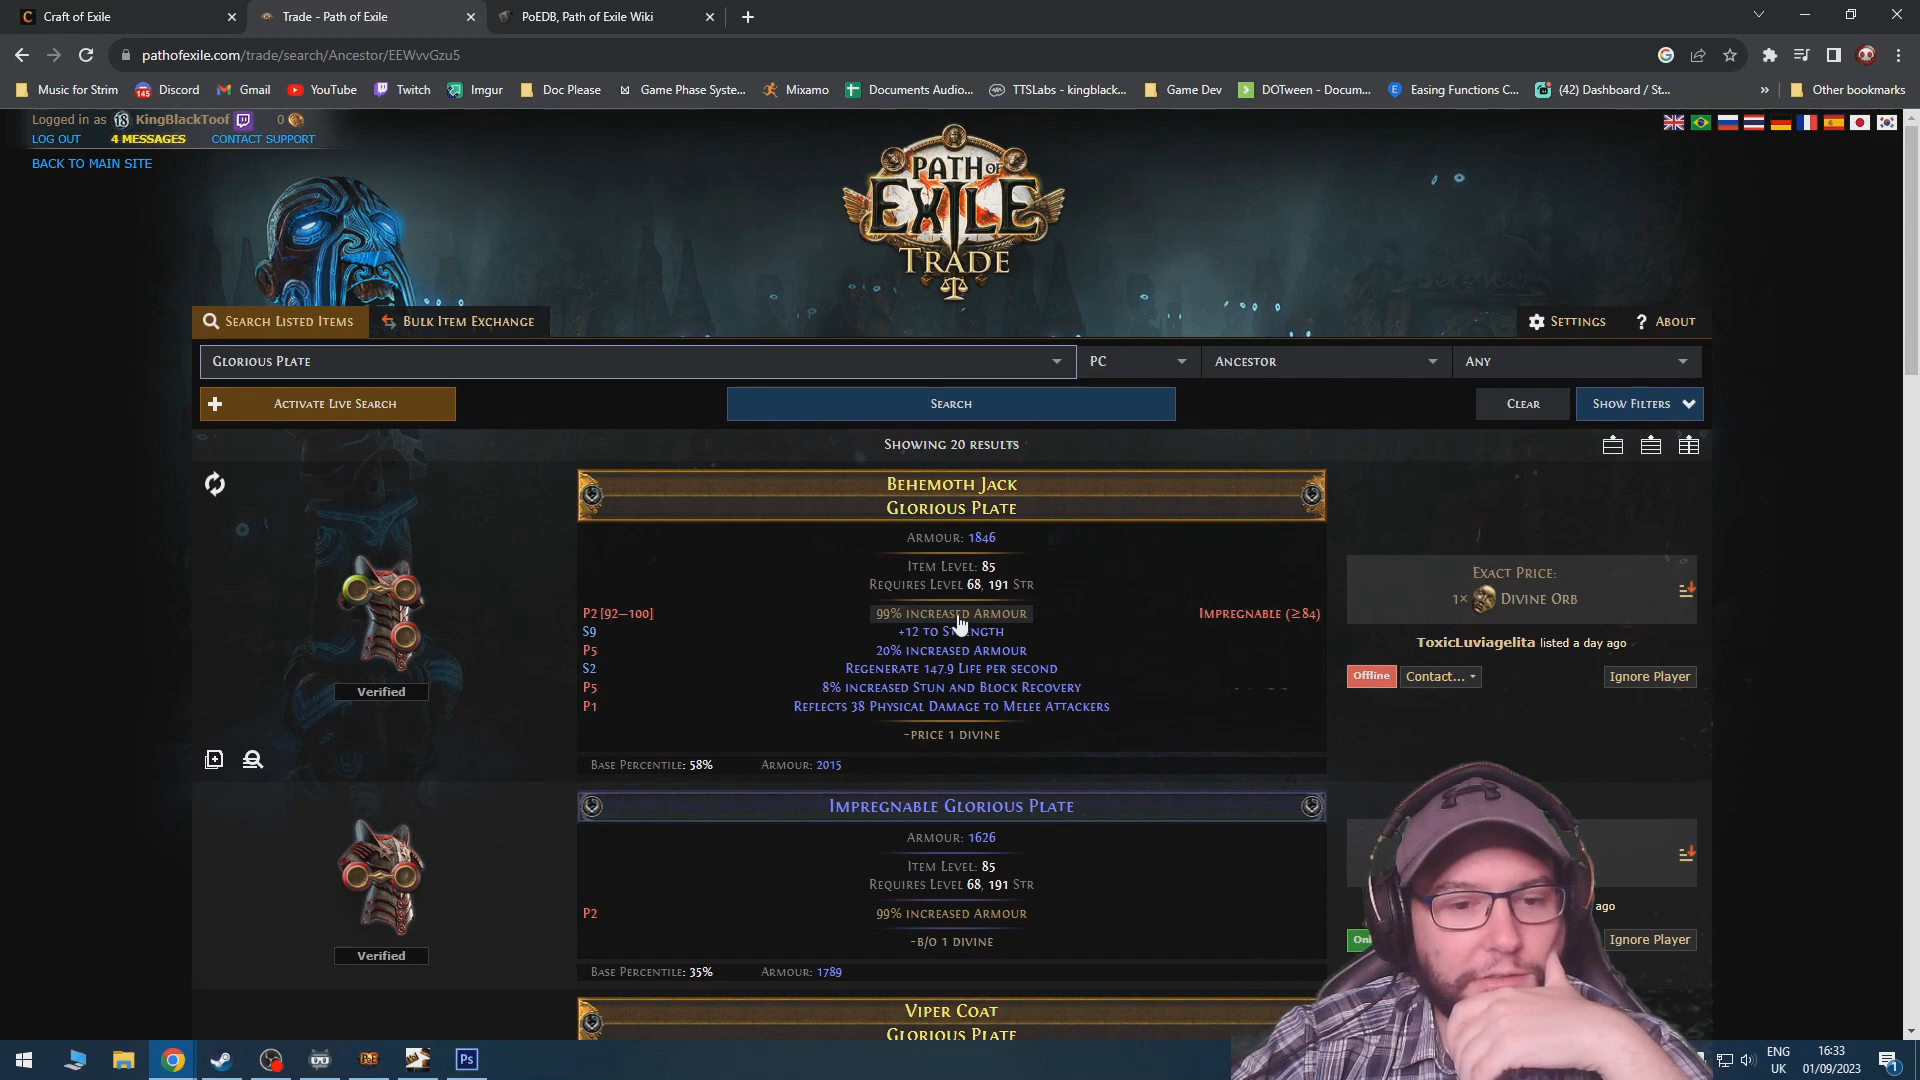 Craft of Exile
Trade - Path of Exile
PoEDB, Path of Exile Wiki
pathofexile.com/trade/search/Ancestor/EEWvvGzu5
Music for Strim
145
Discord
Gmail
YouTube
Twitch
Imgur
Doc Please
Game Phase Syste...
Mixamo
Documents Audio...
TTSLabs - kingblack...
Game Dev
DOTween - Docum...
Easing Functions C...
(42) Dashboard / St...
»
Other bookmarks
Logged in as KingBlackToof 0
LOG OUT 4 MESSAGES CONTACT SUPPORT
BACK TO MAIN SITE
PATH OF
EXILE
TRADE
Search Listed Items
Bulk Item Exchange
Settings
? About
Glorious Plate
PC
Ancestor
Any
+ Activate Live Search
Search
Clear
Show Filters
Showing 20 results
Behemoth Jack
Glorious Plate
Armour: 1846
Item Level: 85
Requires Level 68, 191 Str
P2 [92—100] 99% increased Armour Impregnable (≥84)
S9 +12 to Strength
P5 20% increased Armour
S2 Regenerate 147.9 Life per second
P5 8% increased Stun and Block Recovery
P1 Reflects 38 Physical Damage to Melee Attackers
~price 1 divine
Base Percentile: 58% Armour: 2015
Verified
Exact Price:
1× Divine Orb
ToxicLuviagelita listed a day ago
Offline
Contact...
Ignore Player
Impregnable Glorious Plate
Armour: 1626
Item Level: 85
Requires Level 68, 191 Str
P2 99% increased Armour
~b/o 1 divine
Base Percentile: 35% Armour: 1789
Verified
ago
Onl
Ignore Player
Viper Coat
Glorious Plate
PoE
Ps
ENG
UK
16:33
01/09/2023
1